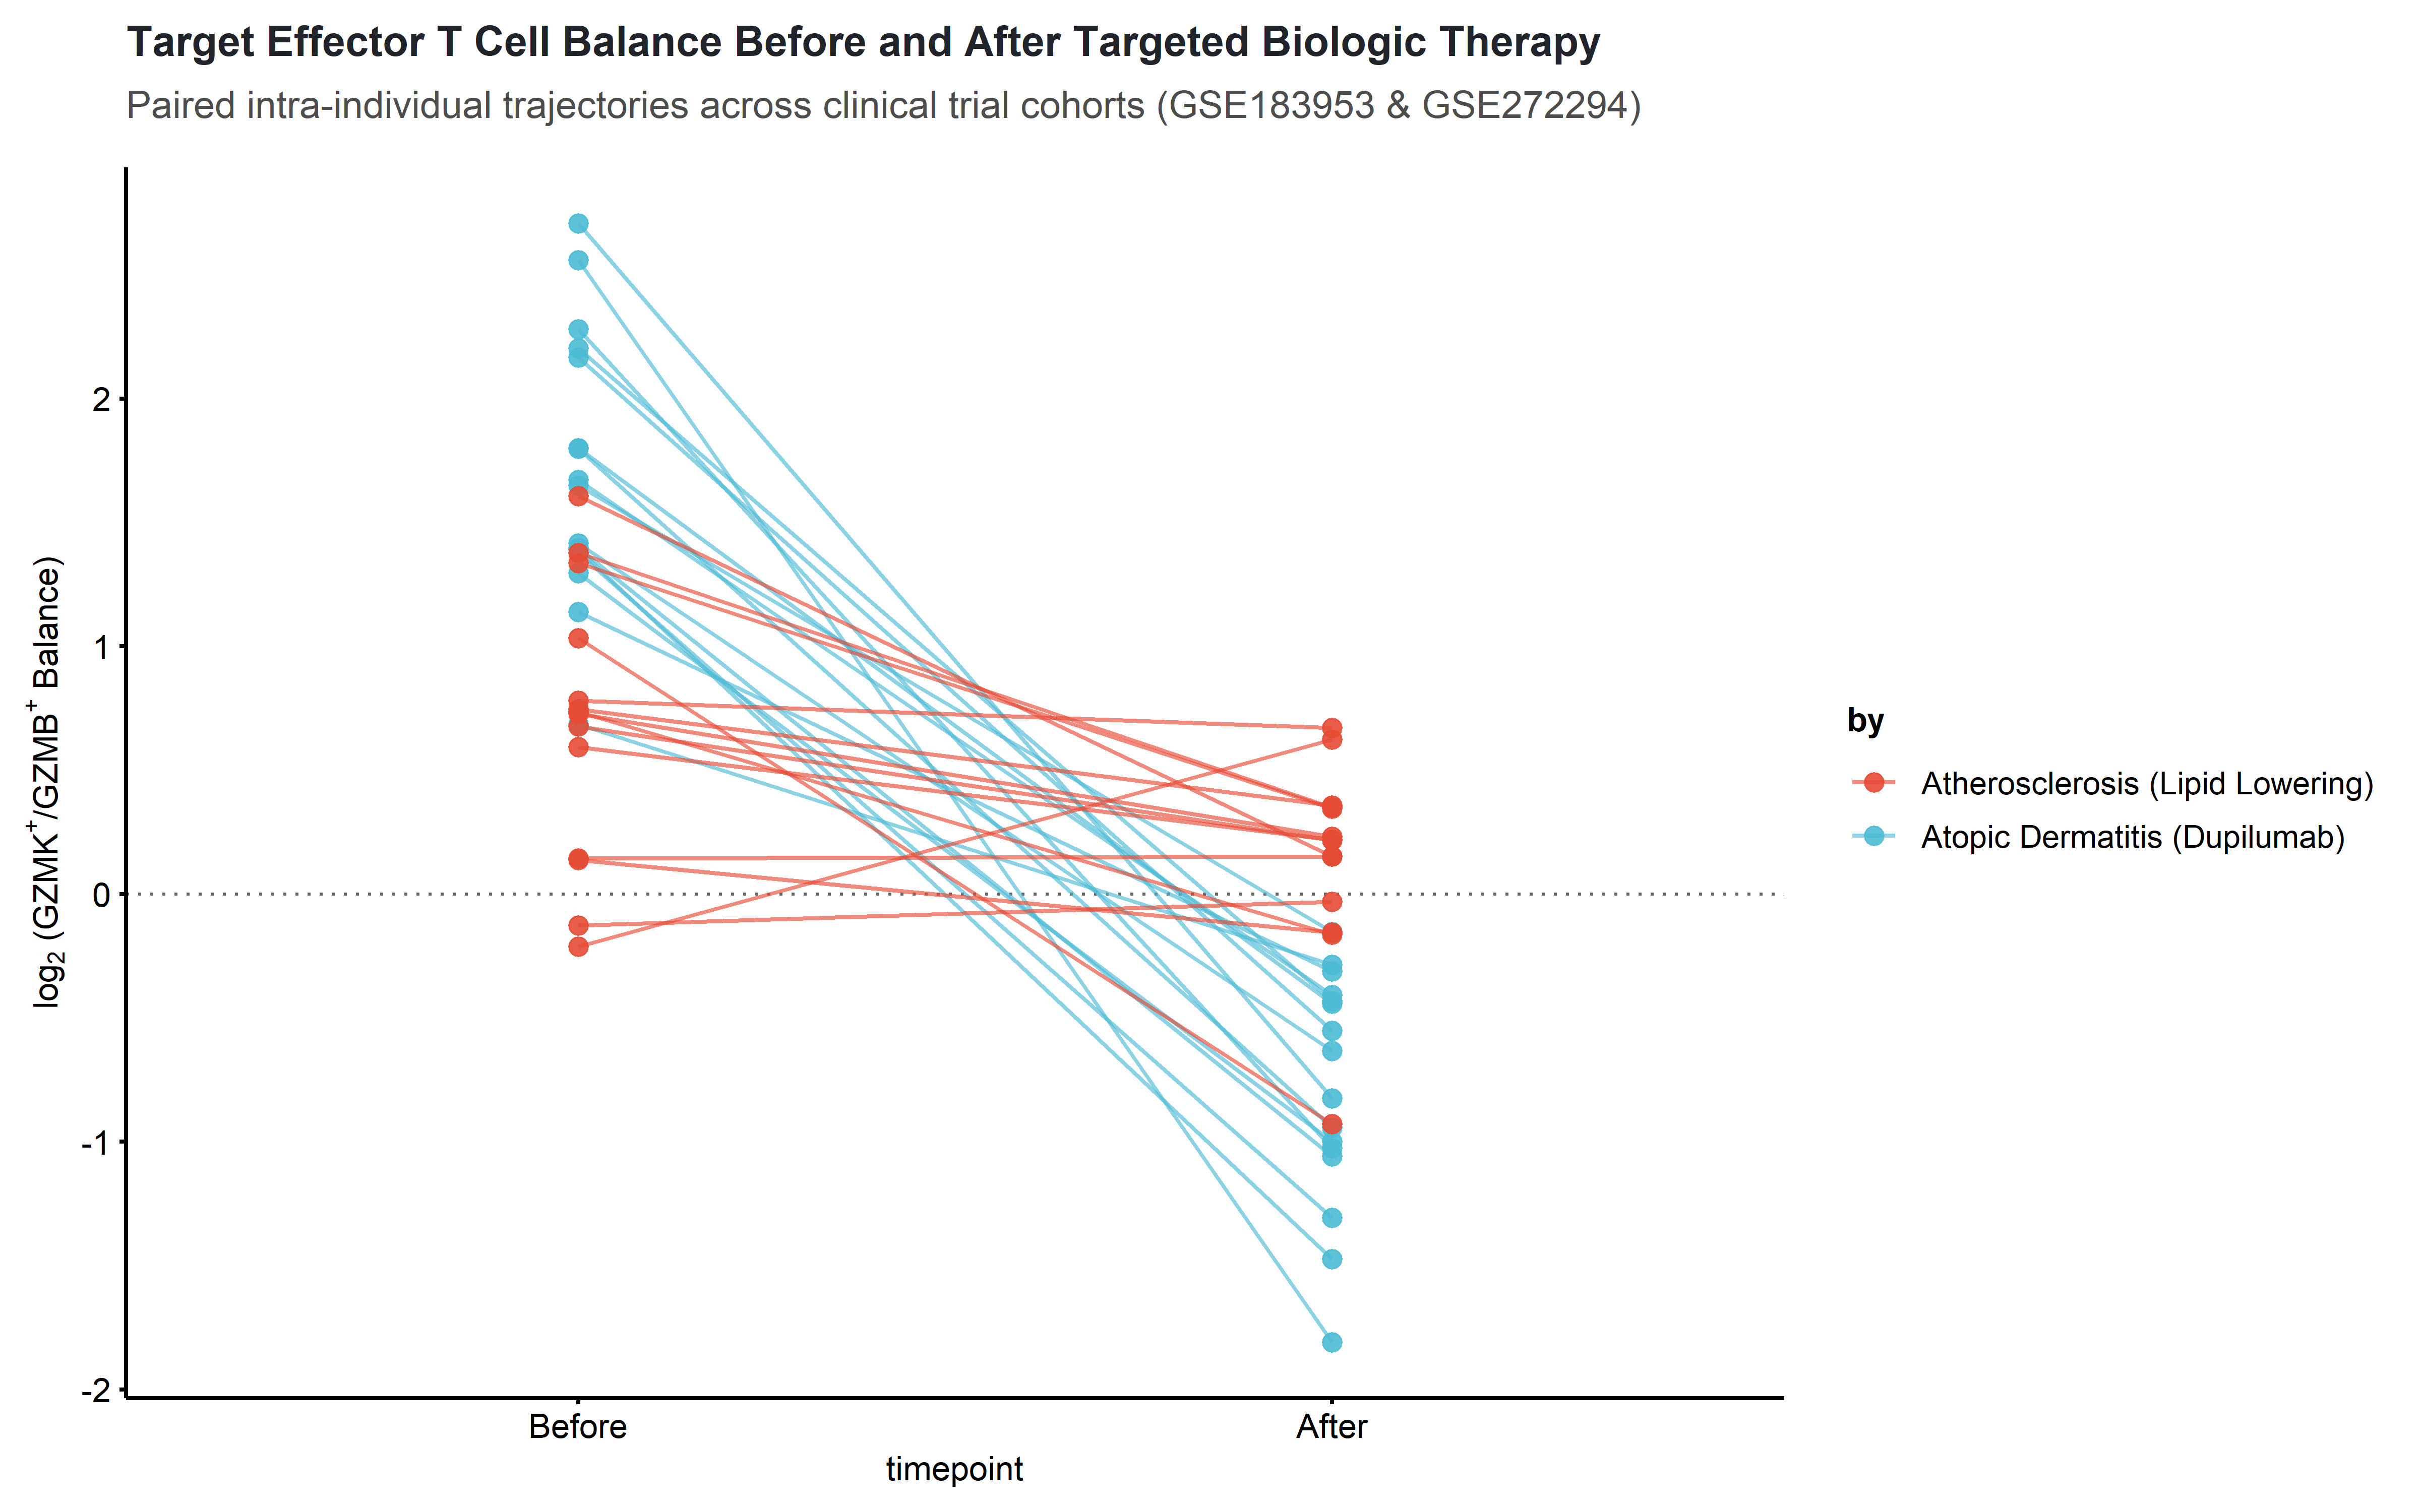 Target Effector T Cell Balance Before and After Targeted Biologic Therapy
Paired intra-individual trajectories across clinical trial cohorts (GSE183953 & GSE272294)
log₂ (GZMK⁺/GZMB⁺ Balance)
2
1
0
-1
-2
Before
After
timepoint
by
Atherosclerosis (Lipid Lowering)
Atopic Dermatitis (Dupilumab)